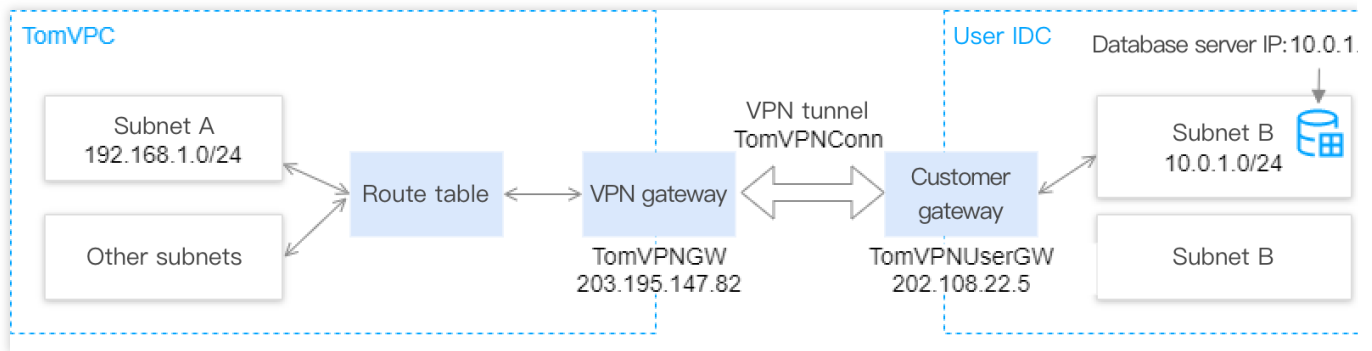 TomVPC
User IDC
Database server IP:10.0.1.
Subnet A
192.168.1.0/24
VPN tunnel
TomVPNConn
Subnet B
10.0.1.0/24
Route table
VPN gateway
Customer
gateway
Other subnets
TomVPNGW
203.195.147.82
TomVPNUserGW
202.108.22.5
Subnet B